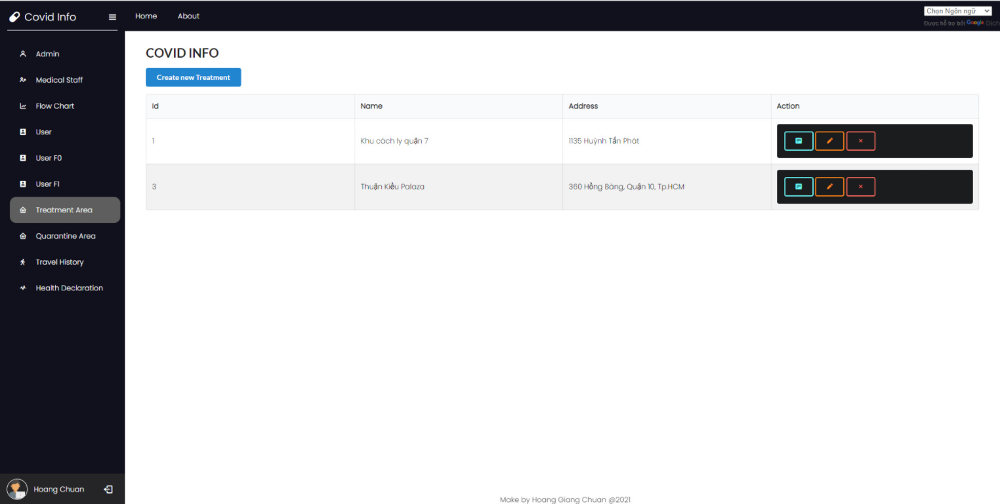 Covid Info
Home
About
Chọn Ngôn ngữ
Được hỗ trợ bởi Google Dịch
Admin
Medical Staff
Flow Chart
User
User F0
User F1
Treatment Area
Quarantine Area
Travel History
Health Declaration
Hoang Chuan
COVID INFO
Create new Treatment
Id Name Address Action
1 Khu cách ly quận 7 1135 Huỳnh Tấn Phát
3 Thuận Kiều Palaza 360 Hồng Bàng, Quận 10, Tp.HCM
Make by Hoang Giang Chuan @2021